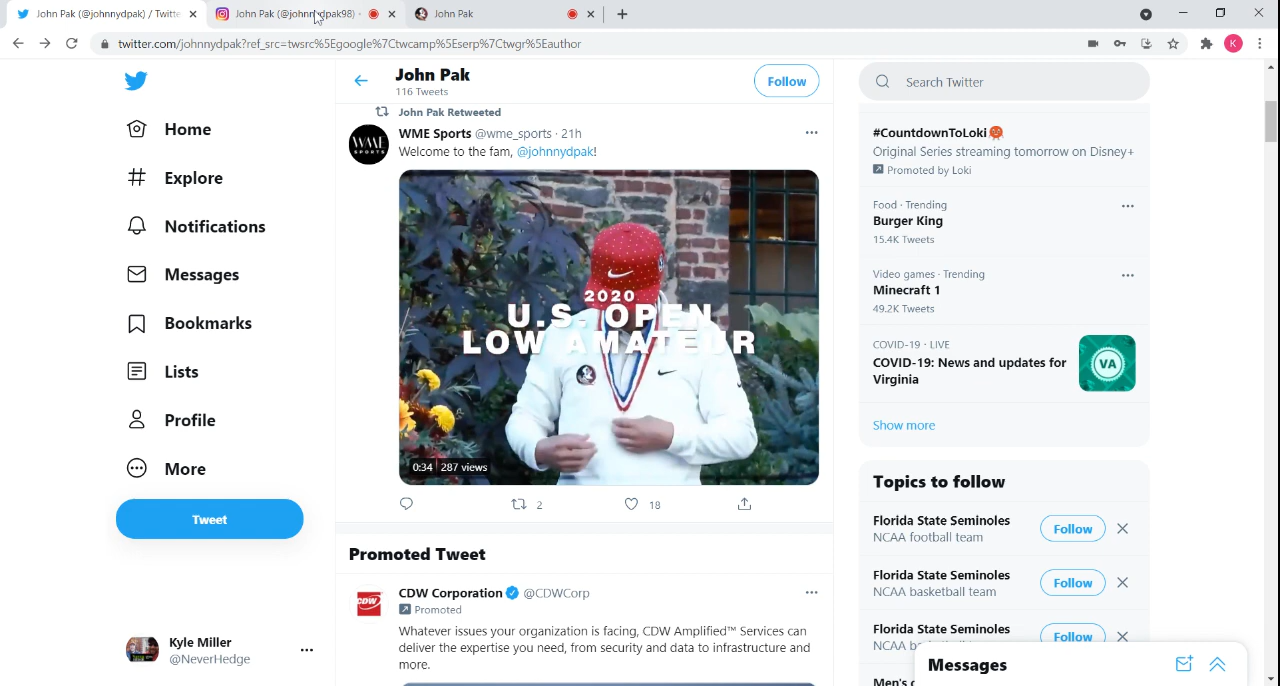 John Pak (@johnnydpak) / Twitte
John Pak (@johnnydpak98)
John Pak
twitter.com/johnnydpak?ref_src=twsrc%5Egoogle%7Ctwcamp%5Eserp%7Ctwgr%5Eauthor
K
Home
Explore
Notifications
Messages
Bookmarks
Lists
Profile
More
Tweet
Kyle Miller
@NeverHedge
John Pak
116 Tweets
Follow
John Pak Retweeted
WME Sports @wme_sports · 21h
Welcome to the fam, @johnnydpak!
WME
SPORTS
2020
U.S. OPEN
LOW AMATEUR
0:34 287 views
2
18
Promoted Tweet
CDW Corporation @CDWCorp
Promoted
CDW
Whatever issues your organization is facing, CDW Amplified™ Services can
deliver the expertise you need, from security and data to infrastructure and
more.
Search Twitter
#CountdownToLoki
Original Series streaming tomorrow on Disney+
Promoted by Loki
Food · Trending
Burger King
15.4K Tweets
Video games · Trending
Minecraft 1
49.2K Tweets
COVID-19 · LIVE
COVID-19: News and updates for
Virginia
VA
Show more
Topics to follow
Florida State Seminoles
NCAA football team
Follow
Florida State Seminoles
NCAA basketball team
Follow
Florida State Seminoles
Follow
Messages